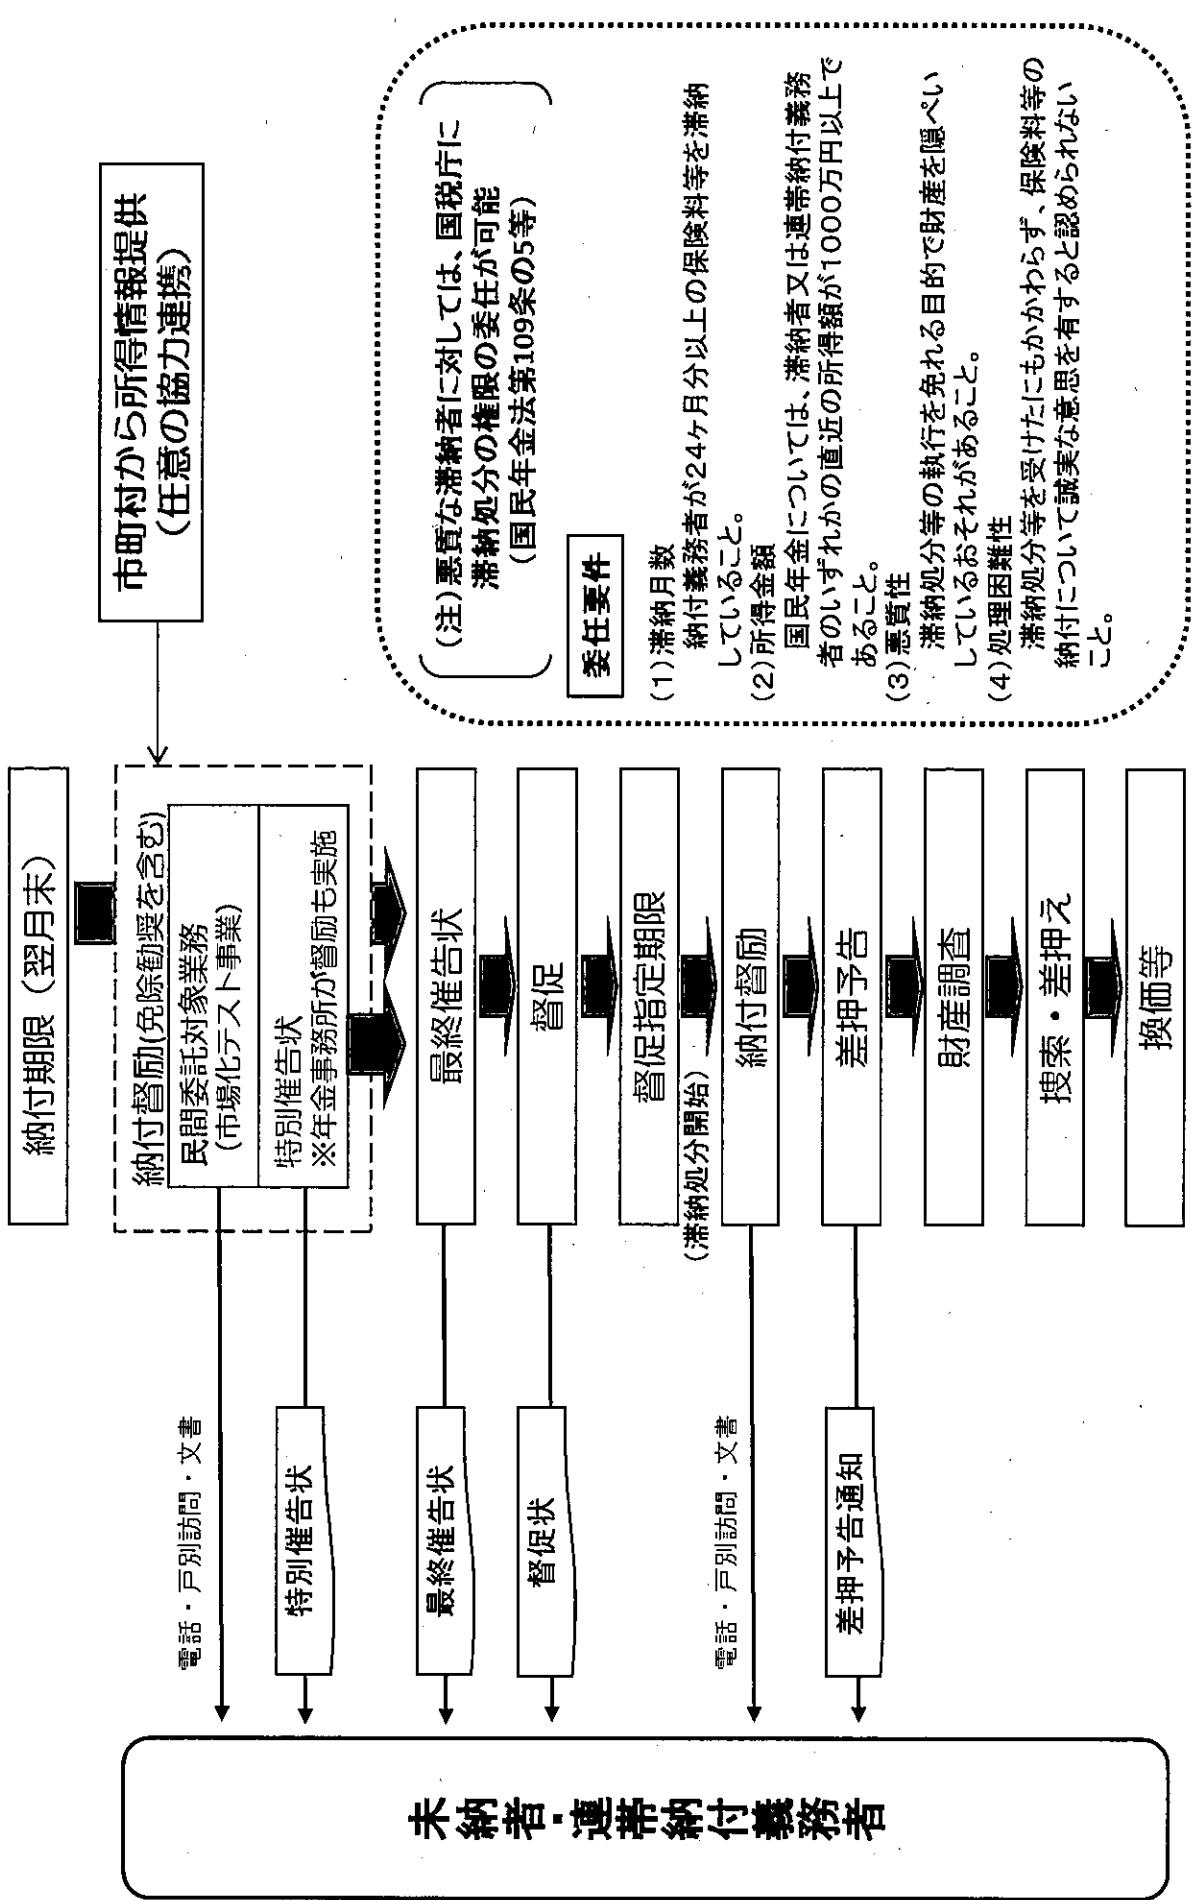 納付期限（翌月末）
市町村から所得情報提供
（任意の協力連携）
納付督励(免除勧奨を含む)
民間委託対象業務
（市場化テスト事業）
特別催告状
※年金事務所が督励も実施
最終催告状
督促
督促指定期限
（滞納処分開始）
納付督励
差押予告
財産調査
捜索・差押え
換価等
電話・戸別訪問・文書
特別催告状
最終催告状
督促状
電話・戸別訪問・文書
差押予告通知
未納者・連帯納付義務者
（注）悪質な滞納者に対しては、国税庁に
滞納処分の権限の委任が可能
（国民年金法第109条の5等）
委任要件
（1）滞納月数
納付義務者が24ヶ月分以上の保険料等を滞納
していること。
（2）所得金額
国民年金については、滞納者又は連帯納付義務
者のいずれかの直近の所得額が1000万円以上で
あること。
（3）悪質性
滞納処分等の執行を免れる目的で財産を隠ぺい
しているおそれがあること。
（4）処理困難性
滞納処分等を受けたにもかかわらず、保険料等の
納付について誠実な意思を有すると認められない
こと。